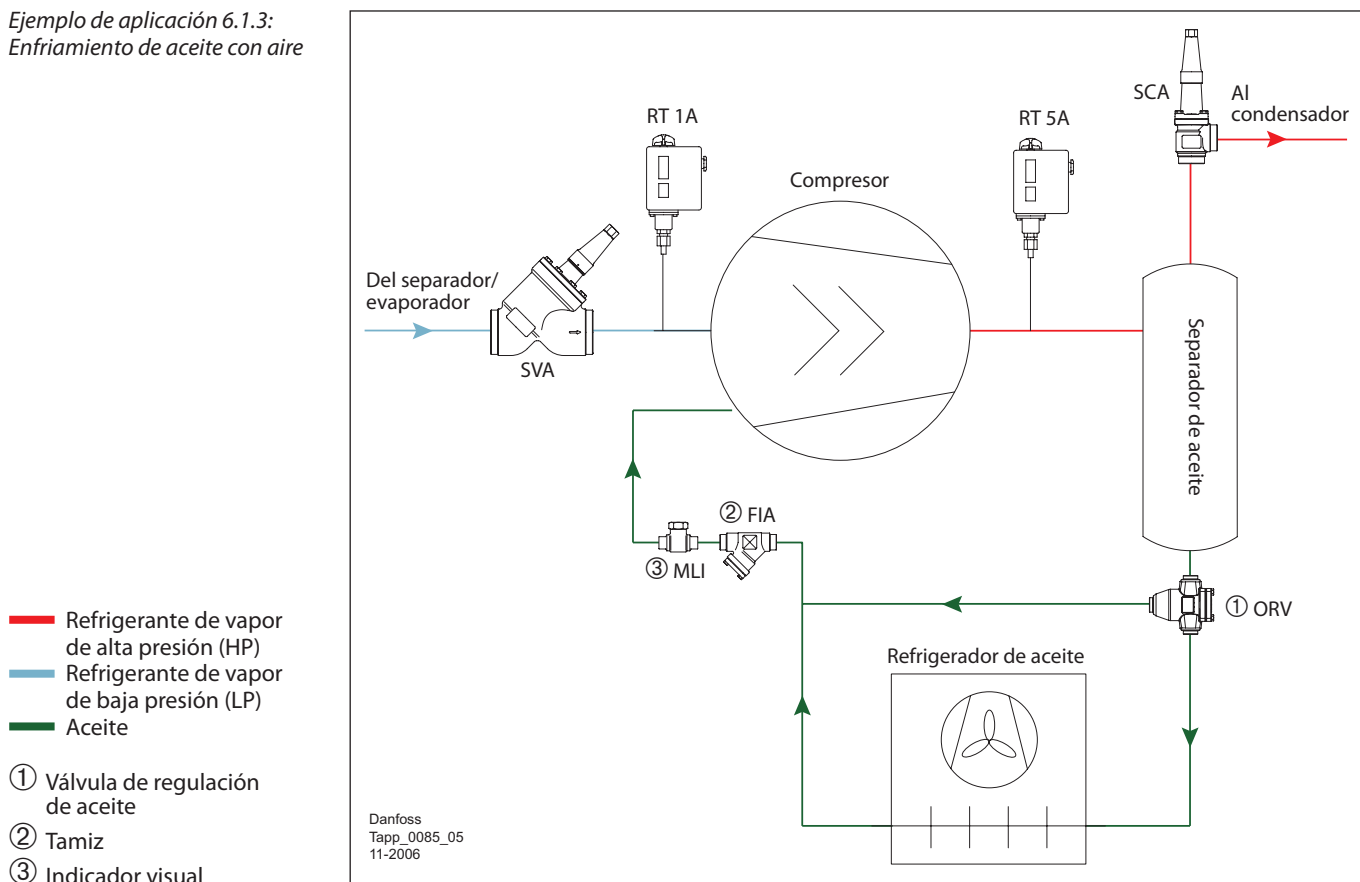 Ejemplo de aplicación 6.1.3:
Enfriamiento de aceite con aire
SCA
Al
condensador
RT 1A
RT 5A
Compresor
Del separador/
evaporador
SVA
Separador de aceite
② FIA
③ MLI
① ORV
Refrigerador de aceite
Refrigerante de vapor
de alta presión (HP)
Refrigerante de vapor
de baja presión (LP)
Aceite
① Válvula de regulación
de aceite
② Tamiz
③ Indicador visual
Danfoss
Tapp_0085_05
11-2006